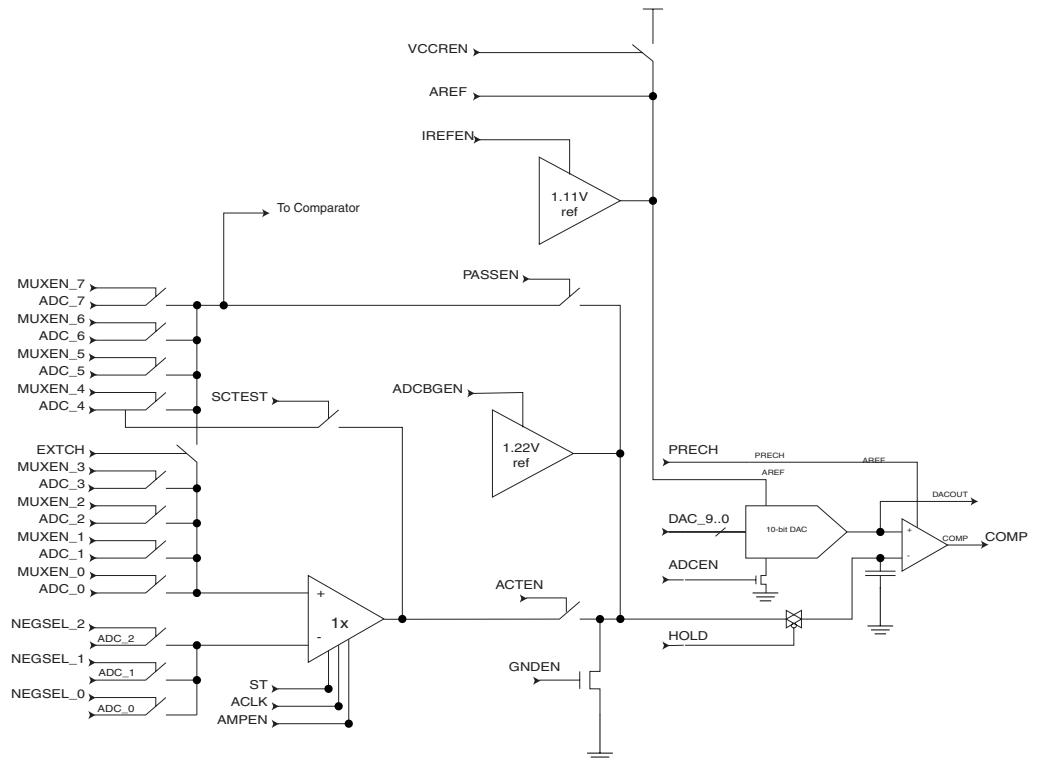 VCCREN
AREF
IREFEN
1.11V
ref
To Comparator
PASSEN
MUXEN_7
ADC_7
MUXEN_6
ADC_6
MUXEN_5
ADC_5
MUXEN_4
ADC_4
SCTEST
ADCBGEN
1.22V
ref
EXTCH
MUXEN_3
ADC_3
MUXEN_2
ADC_2
MUXEN_1
ADC_1
MUXEN_0
ADC_0
PRECH
PRECH
AREF
AREF
DACOUT
DAC_9..0
10-bit DAC
+
-
COMP
COMP
ADCEN
ACTEN
+
1x
-
NEGSEL_2
ADC_2
NEGSEL_1
ADC_1
NEGSEL_0
ADC_0
HOLD
GNDEN
ST
ACLK
AMPEN